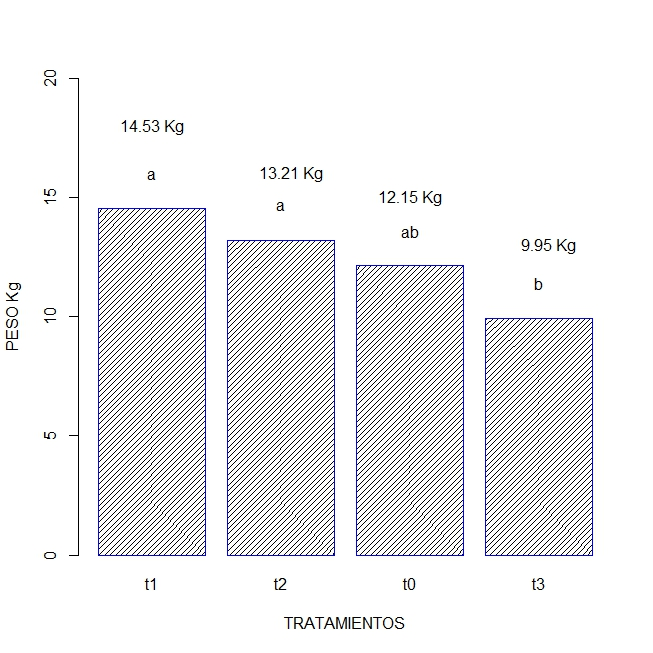 20
14.53 Kg
13.21 Kg
a
15
12.15 Kg
a
ab
9.95 Kg
b
PESO Kg
10
5
0
t1
t2
t0
t3
TRATAMIENTOS